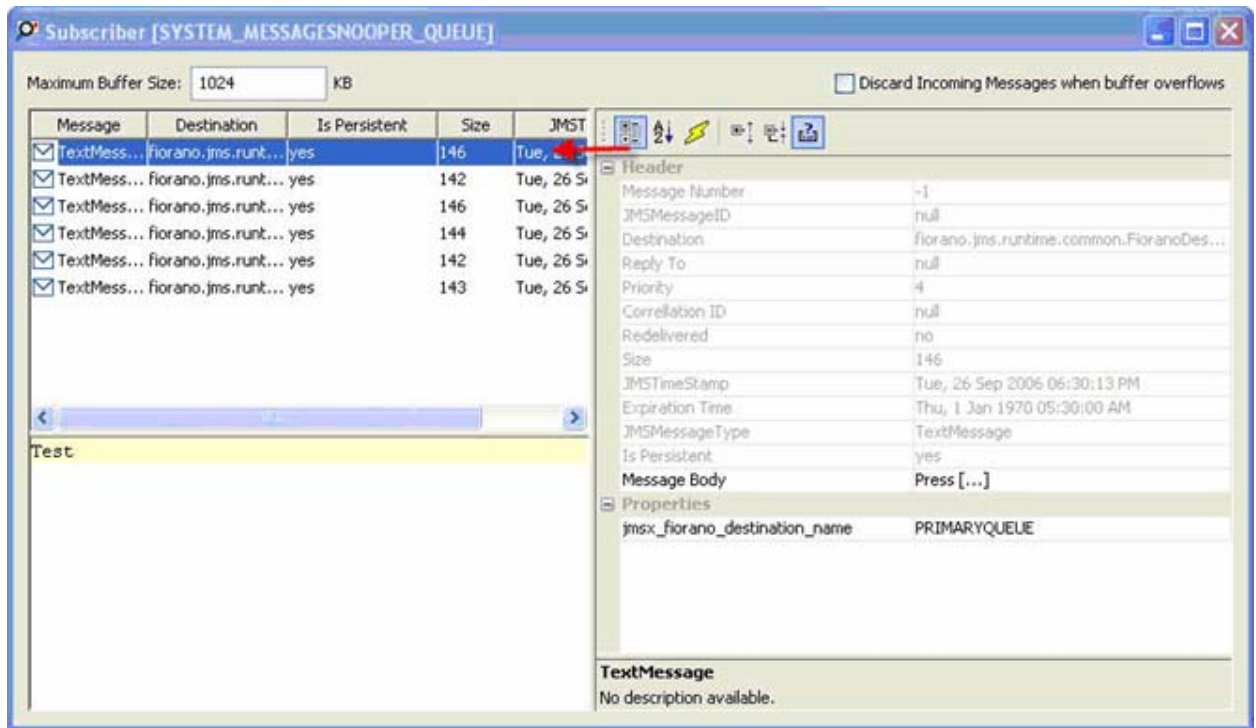 Subscriber [SYSTEM_MESSAGESNOOPER_QUEUE]
Maximum Buffer Size: 1024 KB
Discard Incoming Messages when buffer overflows
Message Destination Is Persistent Size JMST
TextMess... fiorano.jms.runt... yes 146 Tue,
TextMess... fiorano.jms.runt... yes 142 Tue, 26 S
TextMess... fiorano.jms.runt... yes 146 Tue, 26 S
TextMess... fiorano.jms.runt... yes 144 Tue, 26 S
TextMess... fiorano.jms.runt... yes 142 Tue, 26 S
TextMess... fiorano.jms.runt... yes 143 Tue, 26 S
Test
Header
Message Number -1
JMSMessageID null
Destination fiorano.jms.runtime.common.FioranoDes...
Reply To null
Priority 4
Correllation ID null
Redelivered no
Size 146
JMSTimeStamp Tue, 26 Sep 2006 06:30:13 PM
Expiration Time Thu, 1 Jan 1970 05:30:00 AM
JMSMessageType TextMessage
Is Persistent yes
Message Body Press [...]
Properties
jmsx_fiorano_destination_name PRIMARYQUEUE
TextMessage
No description available.